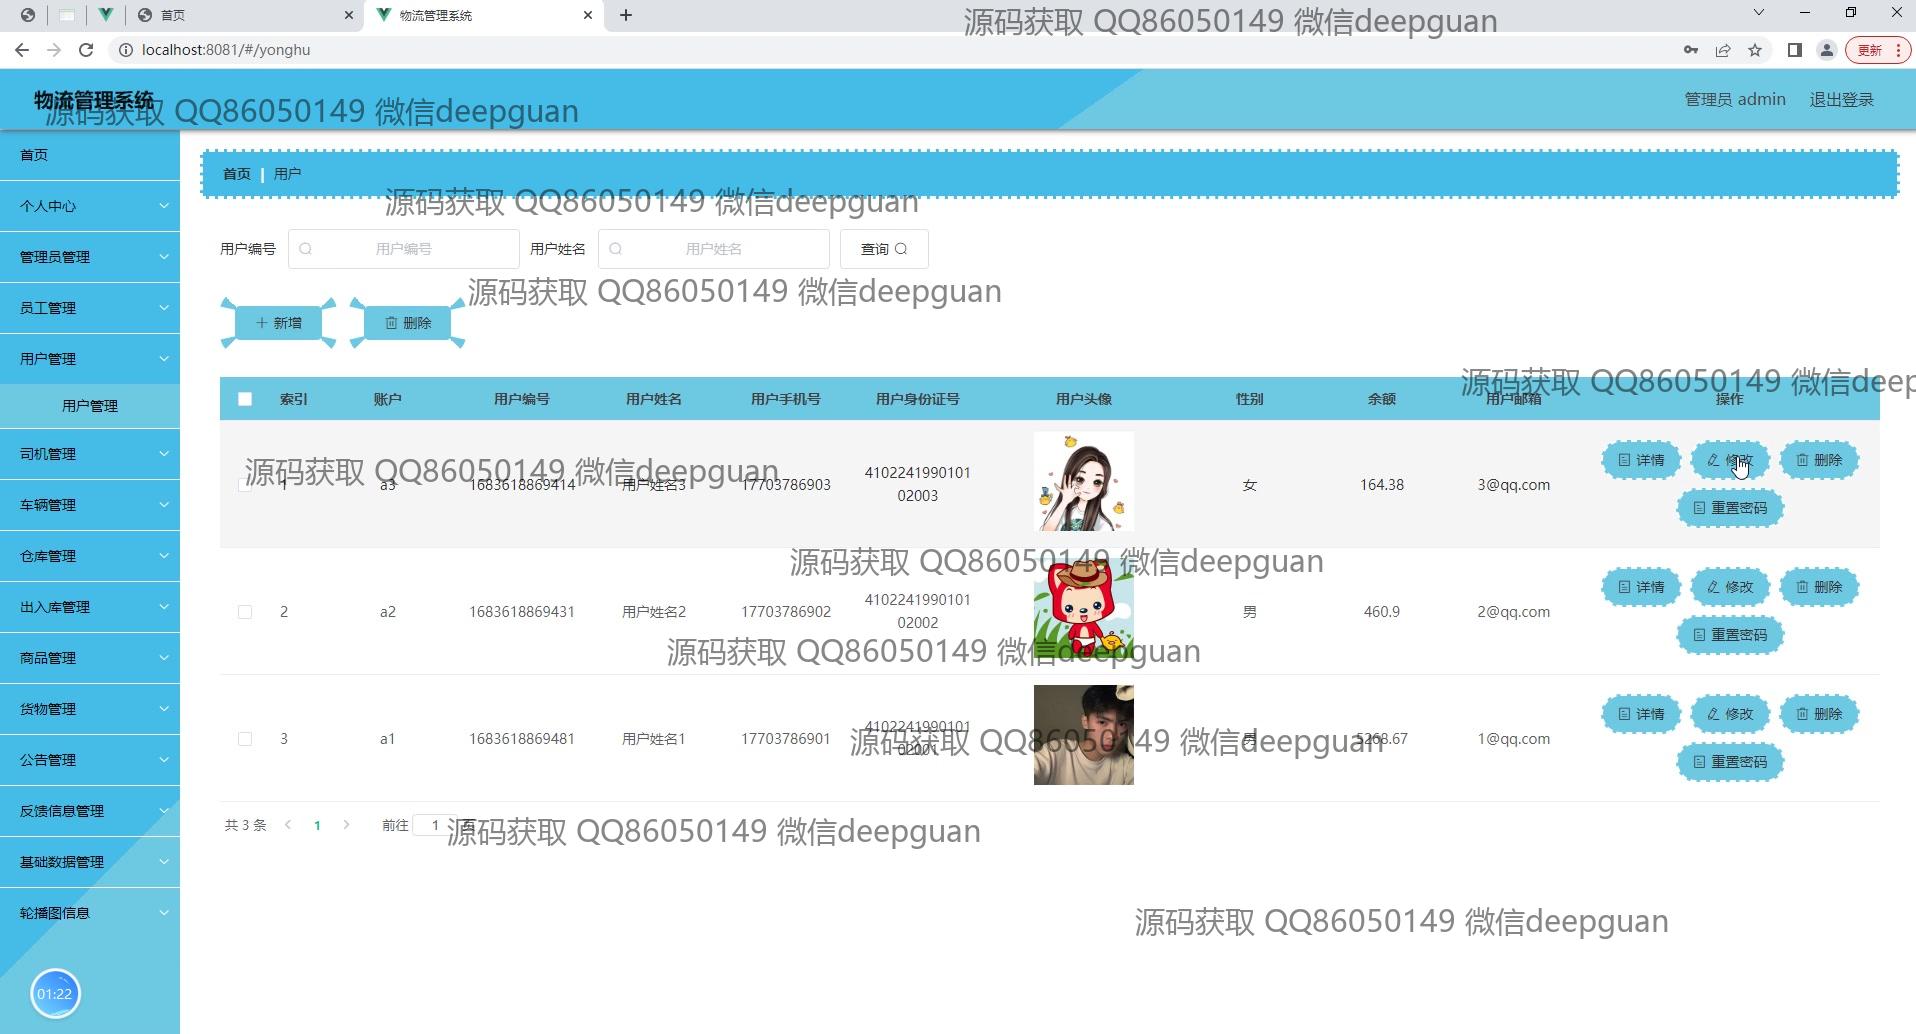 首页
物流管理系统
源码获取 QQ86050149 微信deepguan
localhost:8081/#/yonghu
更新
物流管理系统
源码获取 QQ86050149 微信deepguan
管理员 admin
退出登录
首页
个人中心
管理员管理
员工管理
用户管理
用户管理
司机管理
车辆管理
仓库管理
出入库管理
商品管理
货物管理
公告管理
反馈信息管理
基础数据管理
轮播图信息
01:22
首页 | 用户
源码获取 QQ86050149 微信deepguan
用户编号 用户编号 用户姓名 用户姓名 查询
源码获取 QQ86050149 微信deepguan
新增 删除
源码获取 QQ86050149 微信deep
索引 账户 用户编号 用户姓名 用户手机号 用户身份证号 用户头像 性别 余额 用户邮箱 操作
源码获取 QQ86050149 微信deepguan
1 a3 1683618869414 用户姓名3 17703786903 4102241990101 女 164.38 3@qq.com 详情 修改 删除
02003 重置密码
源码获取 QQ86050149 微信deepguan
2 a2 1683618869431 用户姓名2 17703786902 4102241990101 男 460.9 2@qq.com 详情 修改 删除
02002 重置密码
源码获取 QQ86050149 微信deepguan
3 a1 1683618869481 用户姓名1 17703786901 4102241990101 男 5268.67 1@qq.com 详情 修改 删除
02001 重置密码
源码获取 QQ86050149 微信deepguan
共 3 条 1 前往 1 页
源码获取 QQ86050149 微信deepguan
源码获取 QQ86050149 微信deepguan